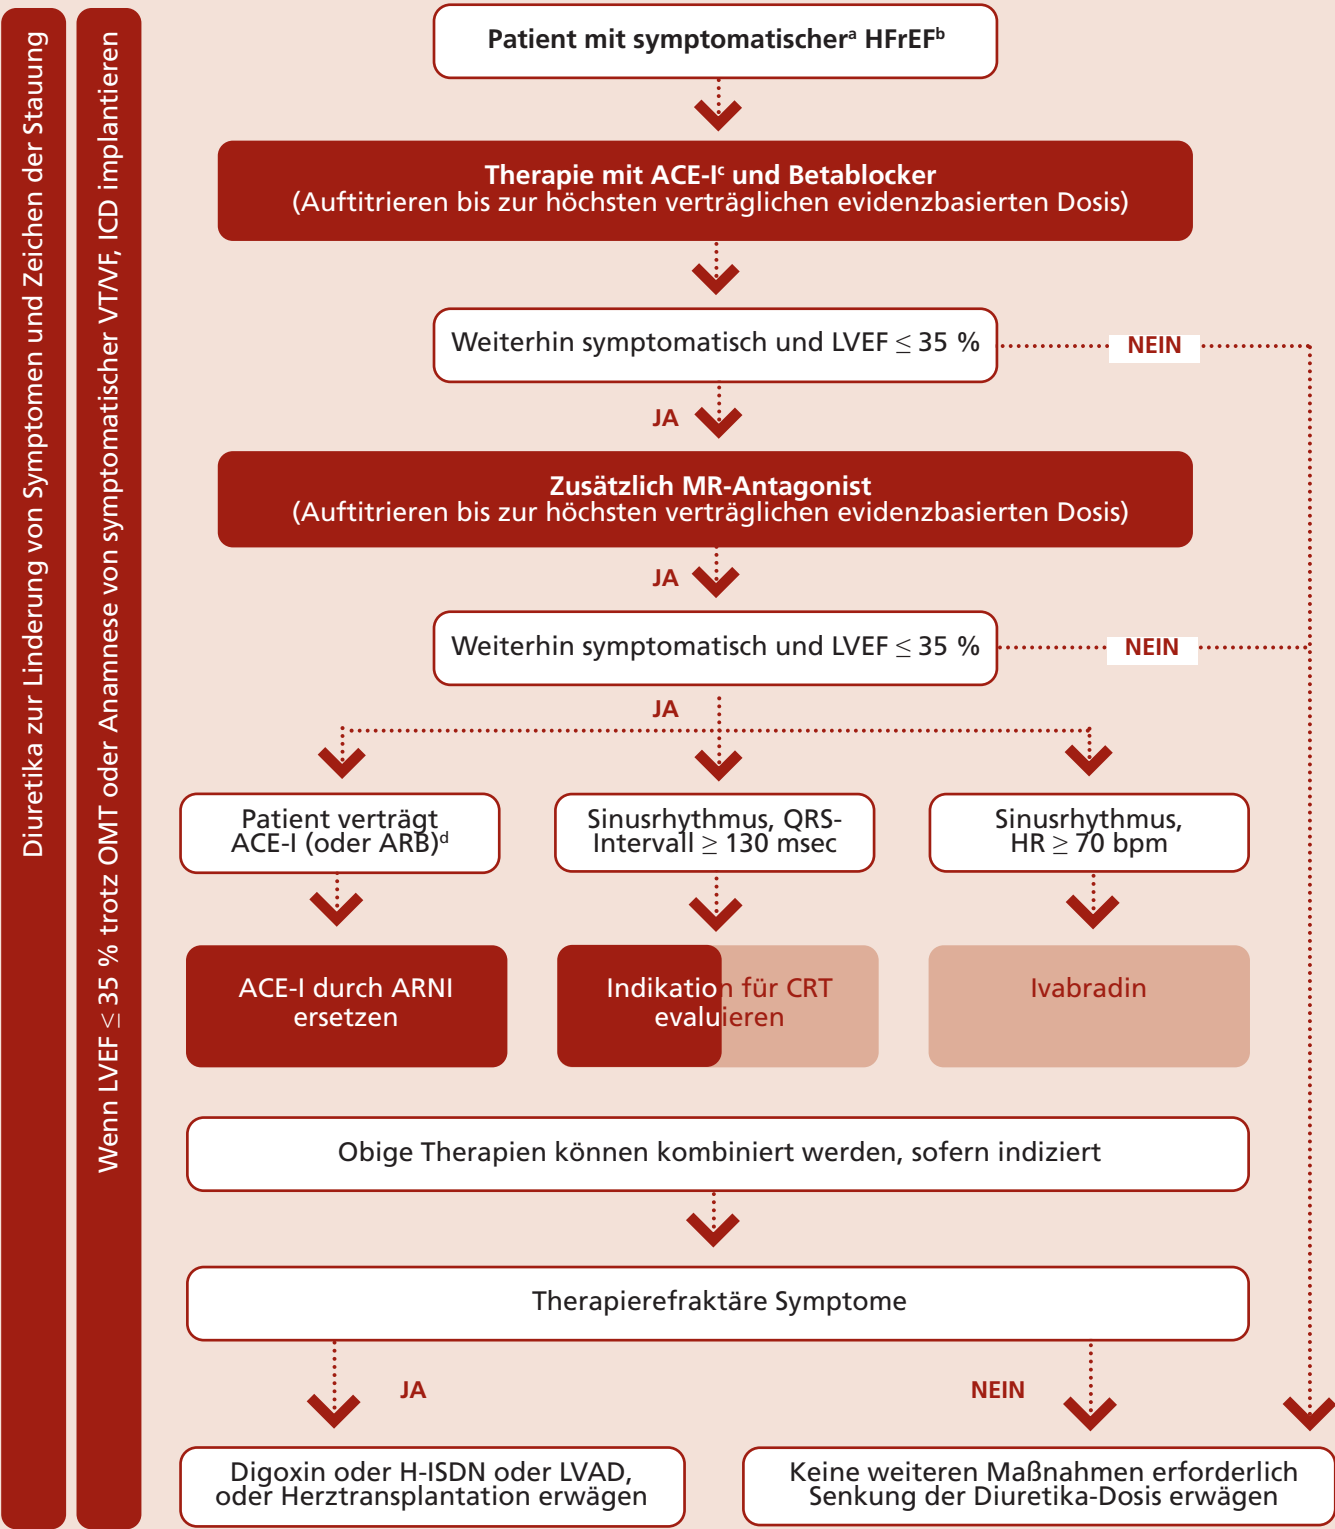 Diuretika zur Linderung von Symptomen und Zeichen der Stauung
Wenn LVEF ≤ 35 % trotz OMT oder Anamnese von symptomatischer VT/VF, ICD implantieren
Patient mit symptomatischerᵃ HFrEFᵇ
Therapie mit ACE-Iᶜ und Betablocker
(Auftitrieren bis zur höchsten verträglichen evidenzbasierten Dosis)
Weiterhin symptomatisch und LVEF ≤ 35 %
NEIN
JA
Zusätzlich MR-Antagonist
(Auftitrieren bis zur höchsten verträglichen evidenzbasierten Dosis)
JA
Weiterhin symptomatisch und LVEF ≤ 35 %
NEIN
JA
Patient verträgt
ACE-I (oder ARB)ᵈ
Sinusrhythmus, QRS-
Intervall ≥ 130 msec
Sinusrhythmus,
HR ≥ 70 bpm
ACE-I durch ARNI
ersetzen
Indikation für CRT
evaluieren
Ivabradin
Obige Therapien können kombiniert werden, sofern indiziert
Therapierefraktäre Symptome
JA
NEIN
Digoxin oder H-ISDN oder LVAD,
oder Herztransplantation erwägen
Keine weiteren Maßnahmen erforderlich
Senkung der Diuretika-Dosis erwägen